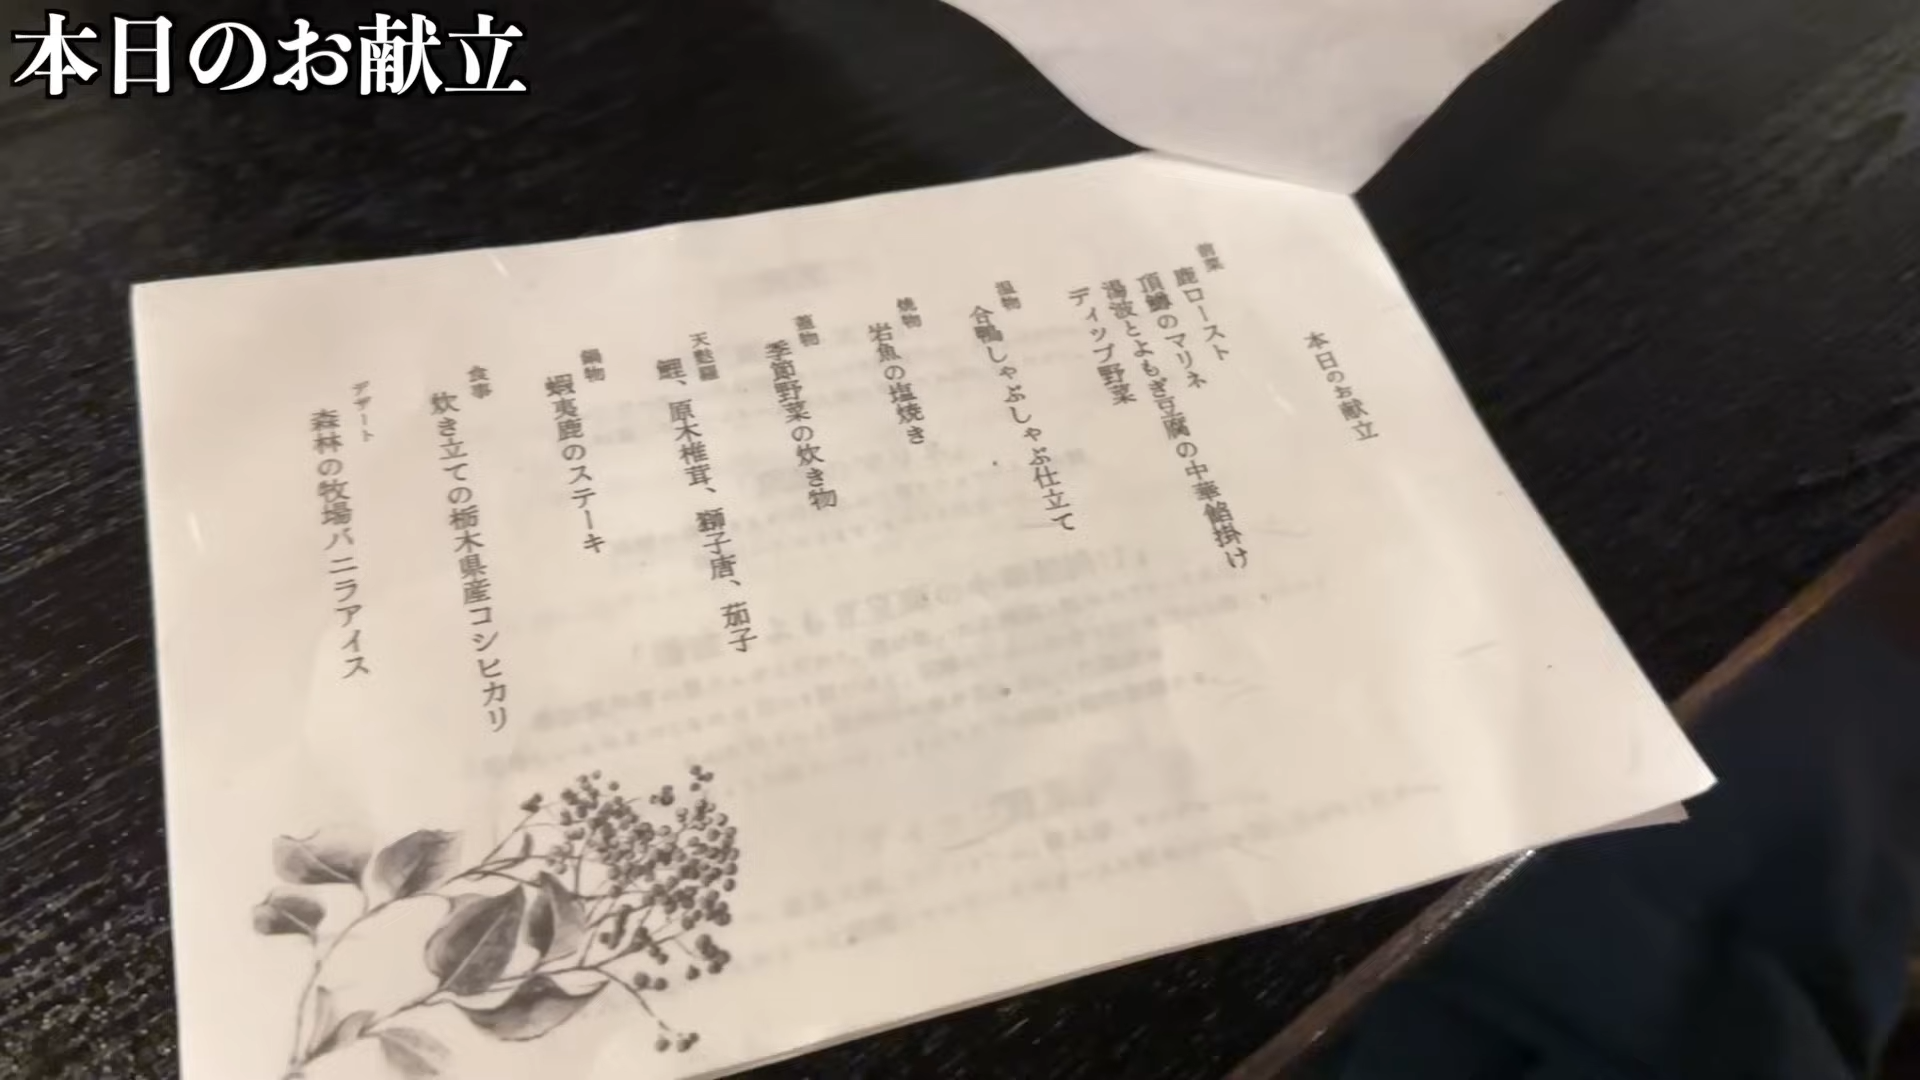 本日のお献立
本日のお献立
前菜
鹿ロースト
頂鱒のマリネ
湯波とよもぎ豆腐の中華餡掛け
ディップ野菜
温物
合鴨しゃぶしゃぶ仕立て
焼物
岩魚の塩焼き
蓋物
季節野菜の炊き物
天麩羅
鯉、原木椎茸、獅子唐、茄子
鍋物
蝦夷鹿のステーキ
食事
炊き立ての栃木県産コシヒカリ
デザート
森林の牧場バニラアイス